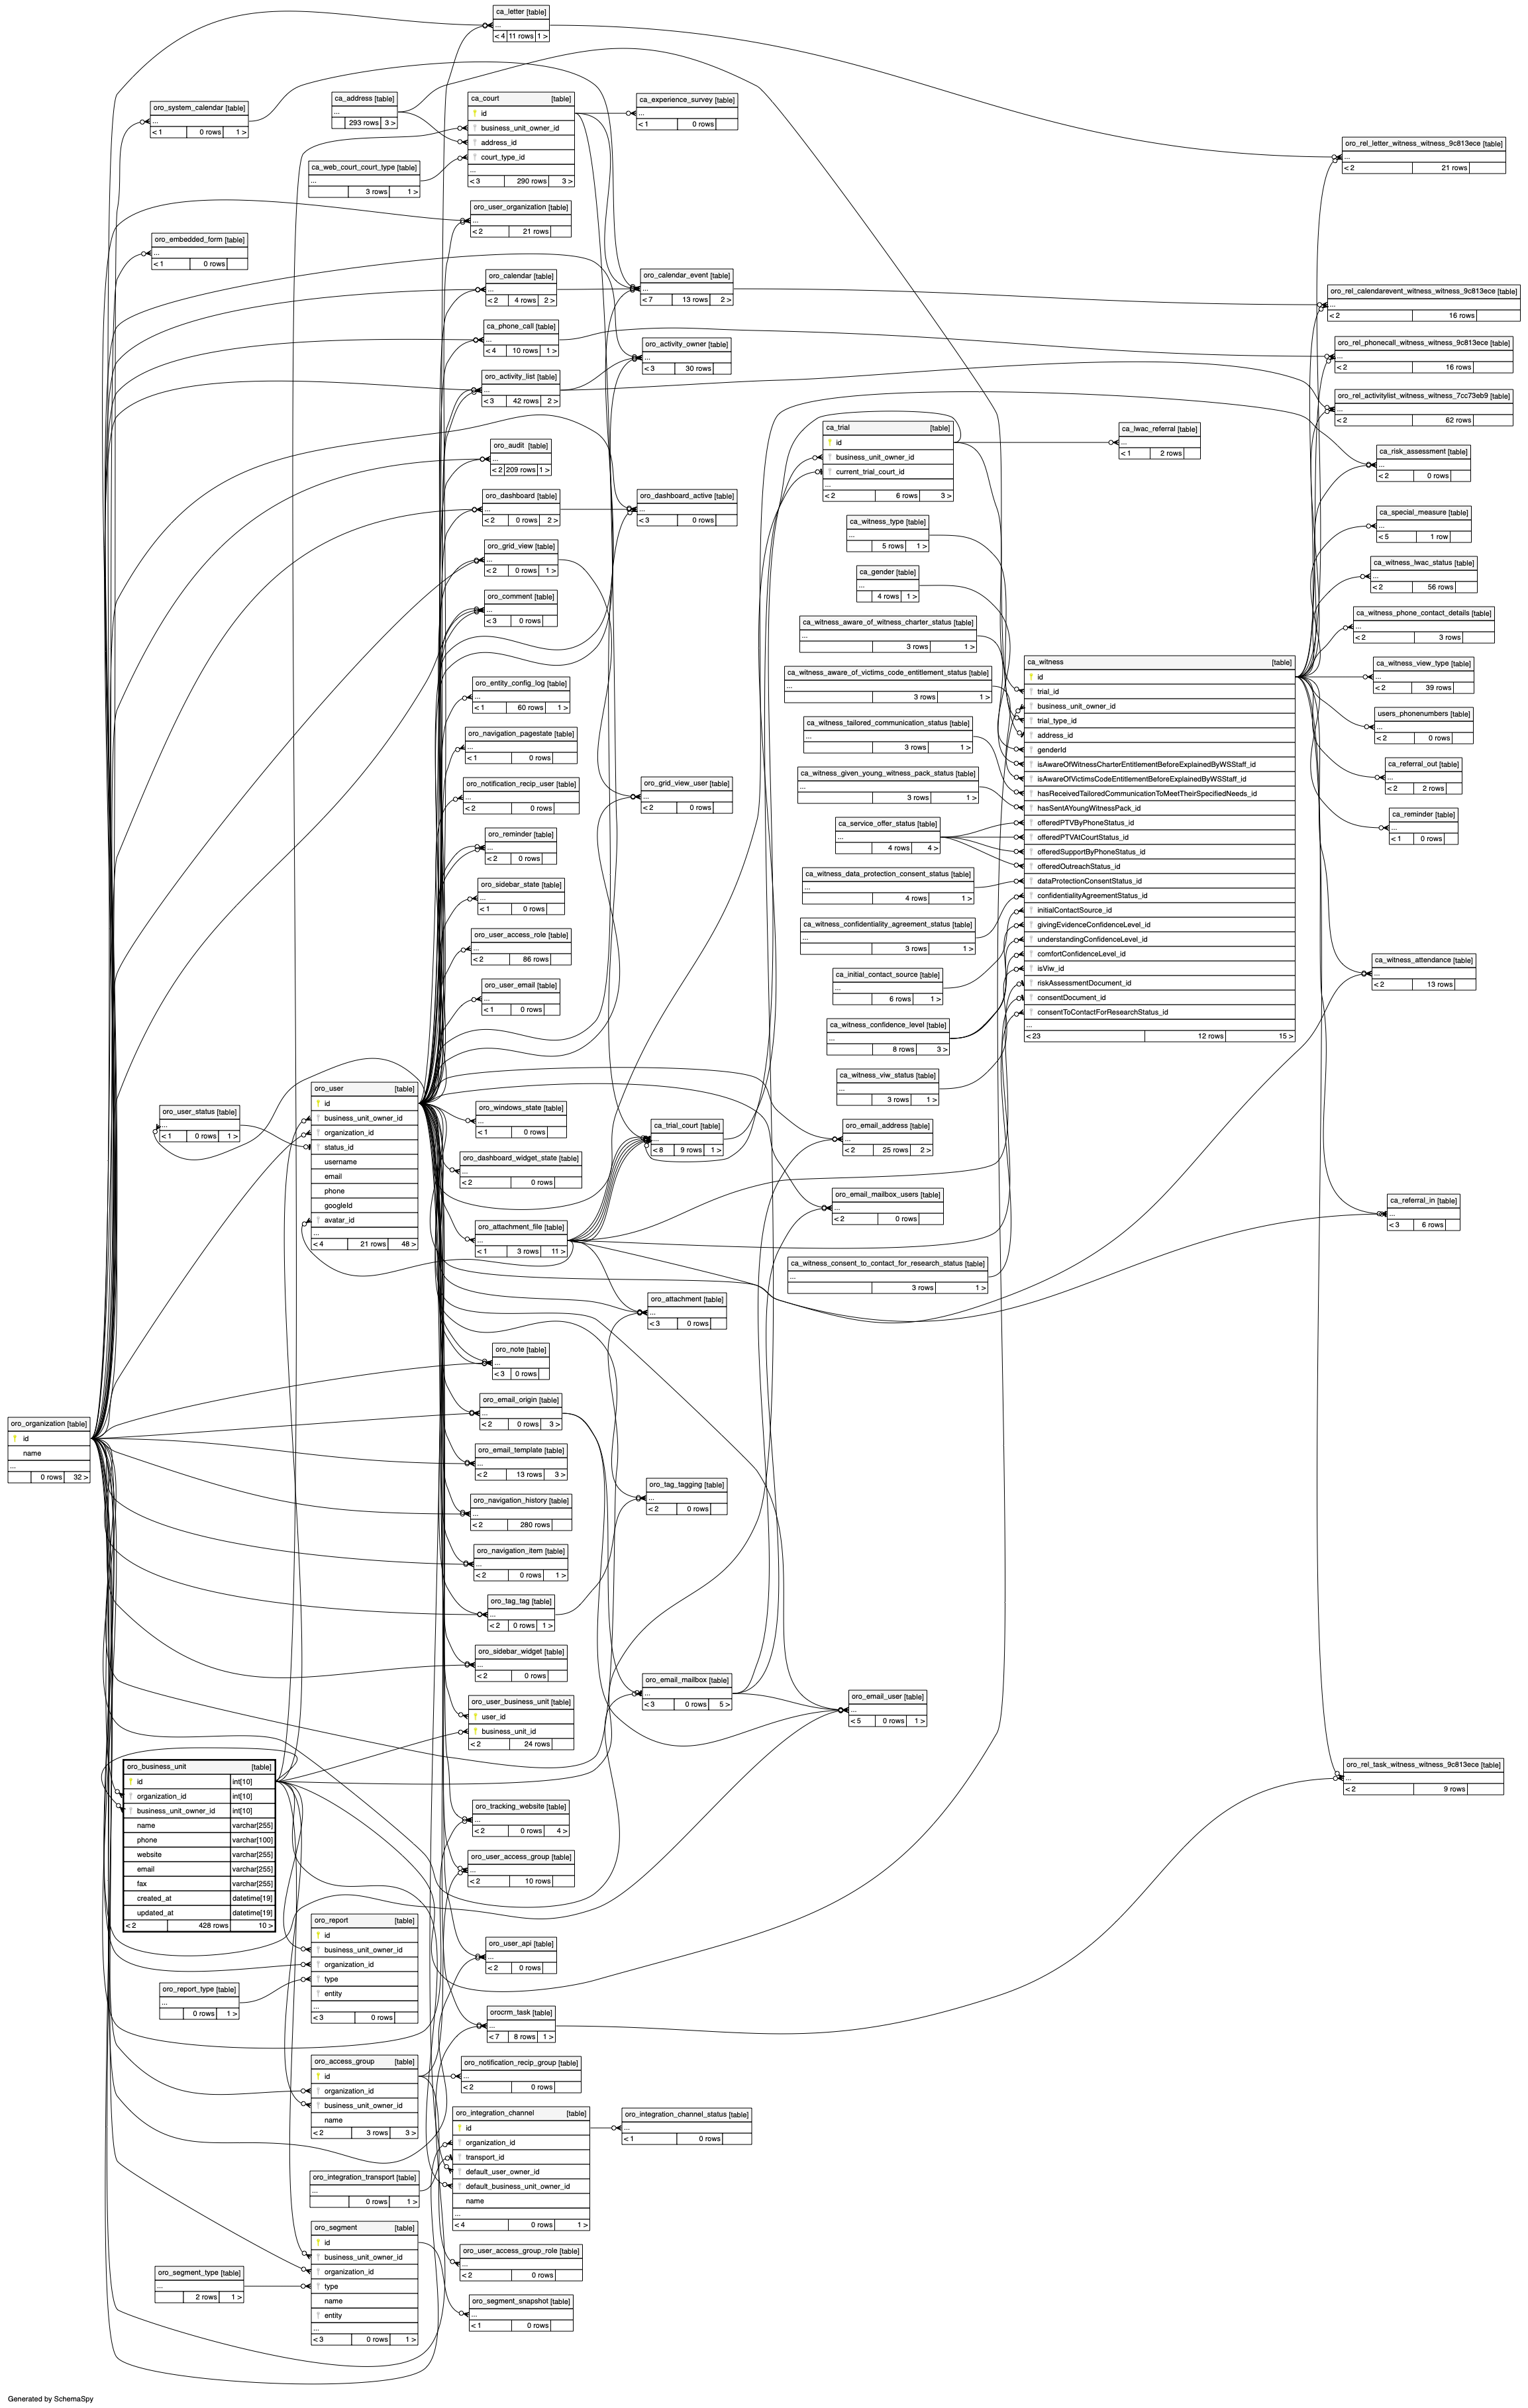 ca_letter [table]
...
< 4 11 rows 1 >
oro_system_calendar [table]
...
< 1 0 rows 1 >
ca_address [table]
...
293 rows 3 >
ca_court [table]
id
business_unit_owner_id
address_id
court_type_id
...
< 3 290 rows 3 >
ca_experience_survey [table]
...
< 1 0 rows
oro_rel_letter_witness_witness_9c813ece [table]
...
< 2 21 rows
ca_web_court_court_type [table]
...
3 rows 1 >
oro_user_organization [table]
...
< 2 21 rows
oro_embedded_form [table]
...
< 1 0 rows
oro_calendar [table]
...
< 2 4 rows 2 >
oro_calendar_event [table]
...
< 7 13 rows 2 >
oro_rel_calendarevent_witness_witness_9c813ece [table]
...
< 2 16 rows
ca_phone_call [table]
...
< 4 10 rows 1 >
oro_activity_owner [table]
...
< 3 30 rows
oro_rel_phonecall_witness_witness_9c813ece [table]
...
< 2 16 rows
oro_activity_list [table]
...
< 3 42 rows 2 >
oro_rel_activitylist_witness_witness_7cc73eb9 [table]
...
< 2 62 rows
ca_trial [table]
id
business_unit_owner_id
current_trial_court_id
...
< 2 6 rows 3 >
ca_lwac_referral [table]
...
< 1 2 rows
oro_audit [table]
...
< 2 209 rows 1 >
ca_risk_assessment [table]
...
< 2 0 rows
oro_dashboard [table]
...
< 2 0 rows 2 >
oro_dashboard_active [table]
...
< 3 0 rows
ca_witness_type [table]
...
5 rows 1 >
ca_special_measure [table]
...
< 5 1 row
oro_grid_view [table]
...
< 2 0 rows 1 >
ca_gender [table]
...
4 rows 1 >
ca_witness_lwac_status [table]
...
< 2 56 rows
oro_comment [table]
...
< 3 0 rows
ca_witness_aware_of_witness_charter_status [table]
...
3 rows 1 >
ca_witness_phone_contact_details [table]
...
< 2 3 rows
ca_witness_aware_of_victims_code_entitlement_status [table]
...
3 rows 1 >
ca_witness [table]
id
trial_id
business_unit_owner_id
trial_type_id
address_id
genderId
isAwareOfWitnessCharterEntitlementBeforeExplainedByWSStaff_id
isAwareOfVictimsCodeEntitlementBeforeExplainedByWSStaff_id
hasReceivedTailoredCommunicationToMeetTheirSpecifiedNeeds_id
hasSentAYoungWitnessPack_id
offeredPTVByPhoneStatus_id
offeredPTVAtCourtStatus_id
offeredSupportByPhoneStatus_id
offeredOutreachStatus_id
dataProtectionConsentStatus_id
confidentialityAgreementStatus_id
initialContactSource_id
givingEvidenceConfidenceLevel_id
understandingConfidenceLevel_id
comfortConfidenceLevel_id
isViw_id
riskAssessmentDocument_id
consentDocument_id
consentToContactForResearchStatus_id
...
< 23 12 rows 15 >
ca_witness_view_type [table]
...
< 2 39 rows
oro_entity_config_log [table]
...
< 1 60 rows 1 >
users_phonenumbers [table]
...
< 2 0 rows
ca_witness_tailored_communication_status [table]
...
3 rows 1 >
oro_navigation_pagestate [table]
...
< 1 0 rows
ca_referral_out [table]
...
< 2 2 rows
ca_witness_given_young_witness_pack_status [table]
...
3 rows 1 >
oro_notification_recip_user [table]
...
< 2 0 rows
oro_grid_view_user [table]
...
< 2 0 rows
ca_reminder [table]
...
< 1 0 rows
ca_service_offer_status [table]
...
4 rows 4 >
oro_reminder [table]
...
< 2 0 rows
oro_sidebar_state [table]
...
< 1 0 rows
ca_witness_data_protection_consent_status [table]
...
4 rows 1 >
ca_witness_confidentiality_agreement_status [table]
...
3 rows 1 >
oro_user_access_role [table]
...
< 2 86 rows
ca_witness_attendance [table]
...
< 2 13 rows
ca_initial_contact_source [table]
...
6 rows 1 >
oro_user_email [table]
...
< 1 0 rows
ca_witness_confidence_level [table]
...
8 rows 3 >
ca_witness_viw_status [table]
...
3 rows 1 >
oro_user [table]
id
business_unit_owner_id
organization_id
status_id
username
email
phone
googleId
avatar_id
...
< 4 21 rows 48 >
oro_user_status [table]
...
< 1 0 rows 1 >
oro_windows_state [table]
...
< 1 0 rows
ca_trial_court [table]
...
< 8 9 rows 1 >
oro_email_address [table]
...
< 2 25 rows 2 >
oro_dashboard_widget_state [table]
...
< 2 0 rows
oro_email_mailbox_users [table]
...
< 2 0 rows
ca_referral_in [table]
...
< 3 6 rows
oro_attachment_file [table]
...
< 1 3 rows 11 >
ca_witness_consent_to_contact_for_research_status [table]
...
3 rows 1 >
oro_attachment [table]
...
< 3 0 rows
oro_note [table]
...
< 3 0 rows
oro_organization [table]
id
name
...
0 rows 32 >
oro_email_origin [table]
...
< 2 0 rows 3 >
oro_email_template [table]
...
< 2 13 rows 3 >
oro_tag_tagging [table]
...
< 2 0 rows
oro_navigation_history [table]
...
< 2 280 rows
oro_navigation_item [table]
...
< 2 0 rows 1 >
oro_tag_tag [table]
...
< 2 0 rows 1 >
oro_sidebar_widget [table]
...
< 2 0 rows
oro_email_mailbox [table]
...
< 3 0 rows 5 >
oro_email_user [table]
...
< 5 0 rows 1 >
oro_user_business_unit [table]
user_id
business_unit_id
< 2 24 rows
oro_business_unit [table]
id int[10]
organization_id int[10]
business_unit_owner_id int[10]
name varchar[255]
phone varchar[100]
website varchar[255]
email varchar[255]
fax varchar[255]
created_at datetime[19]
updated_at datetime[19]
< 2 428 rows 10 >
oro_rel_task_witness_witness_9c813ece [table]
...
< 2 9 rows
oro_tracking_website [table]
...
< 2 0 rows 4 >
oro_user_access_group [table]
...
< 2 10 rows
oro_report [table]
id
business_unit_owner_id
organization_id
type
entity
...
< 3 0 rows
oro_user_api [table]
...
< 2 0 rows
oro_report_type [table]
...
0 rows 1 >
orocrm_task [table]
...
< 7 8 rows 1 >
oro_access_group [table]
id
organization_id
business_unit_owner_id
name
< 2 3 rows 3 >
oro_notification_recip_group [table]
...
< 2 0 rows
oro_integration_channel [table]
id
organization_id
transport_id
default_user_owner_id
default_business_unit_owner_id
name
...
< 4 0 rows 1 >
oro_integration_channel_status [table]
...
< 1 0 rows
oro_integration_transport [table]
...
0 rows 1 >
oro_segment [table]
id
business_unit_owner_id
organization_id
type
name
entity
...
< 3 0 rows 1 >
oro_user_access_group_role [table]
...
< 2 0 rows
oro_segment_type [table]
...
2 rows 1 >
oro_segment_snapshot [table]
...
< 1 0 rows
Generated by SchemaSpy